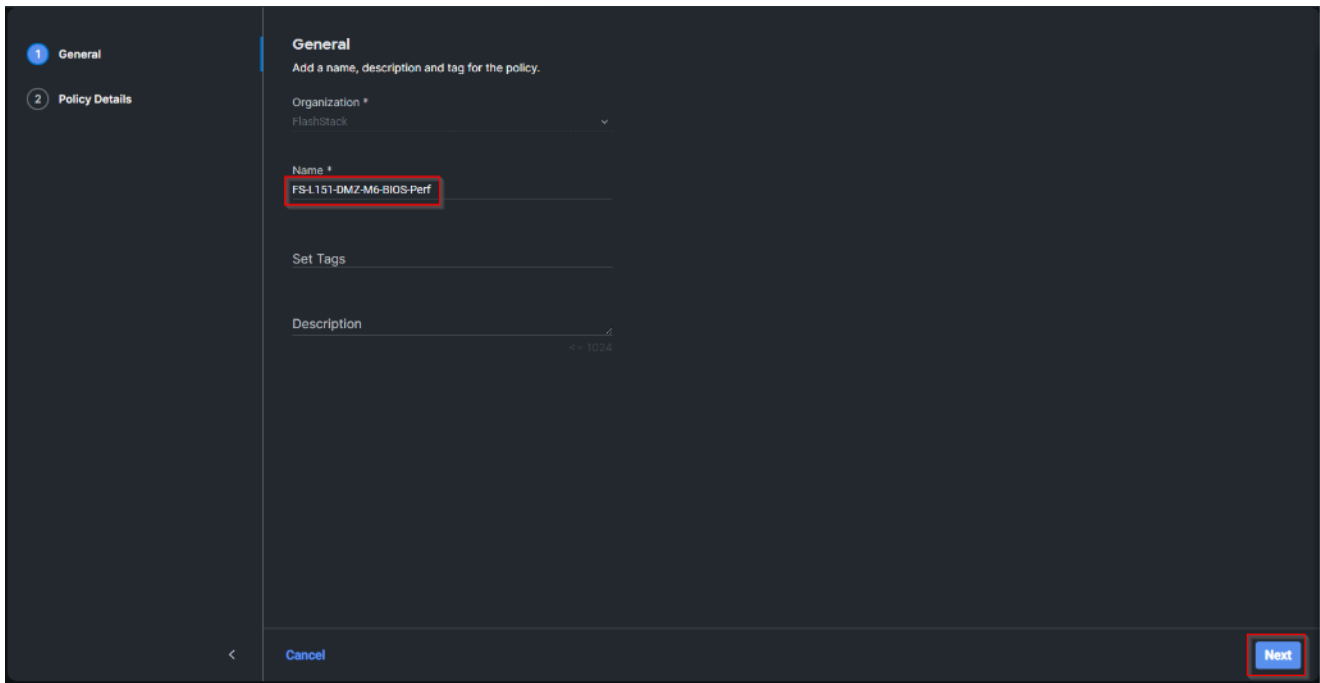 1 General
2 Policy Details
General
Add a name, description and tag for the policy.
Organization *
FlashStack
Name *
FS-L151-DMZ-M6-BIOS-Perf
Set Tags
Description
<= 1024
Cancel
Next